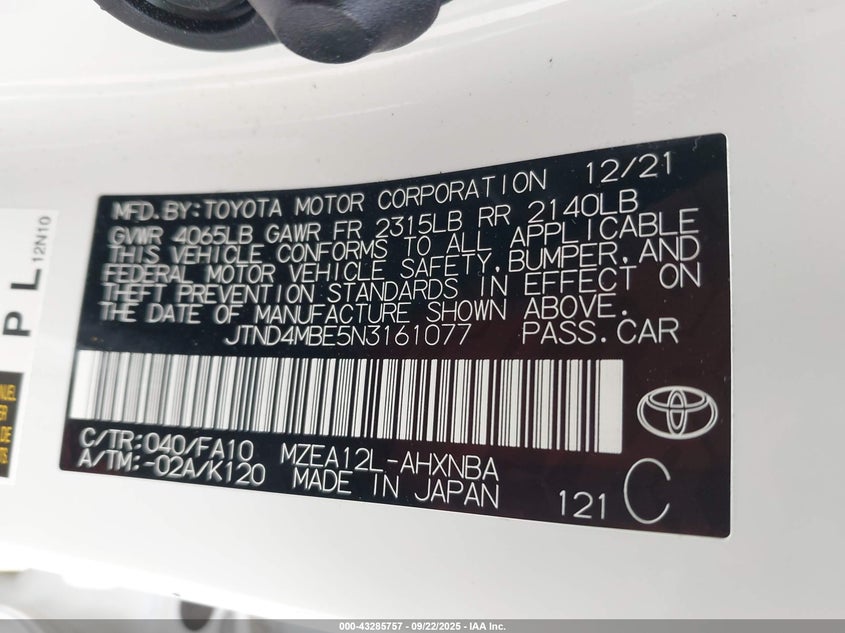 MFD.BY:TOYOTA MOTOR CORPORATION 12/21
GVWR 4065LB GAWR FR 2315LB RR 2140LB
THIS VEHICLE CONFORMS TO ALL APPLICABLE
FEDERAL MOTOR VEHICLE SAFETY,BUMPER,AND
THEFT PREVENTION STANDARDS IN EFFECT ON
THE DATE OF MANUFACTURE SHOWN ABOVE.
JTND4MBE5N3161077 PASS.CAR
C/TR:040/FA10 MZEA12L-AHXNBA
A/TM:-02A/K120 MADE IN JAPAN
121 C
P L 12N10
000-43285757 - 09/22/2025 - IAA Inc.